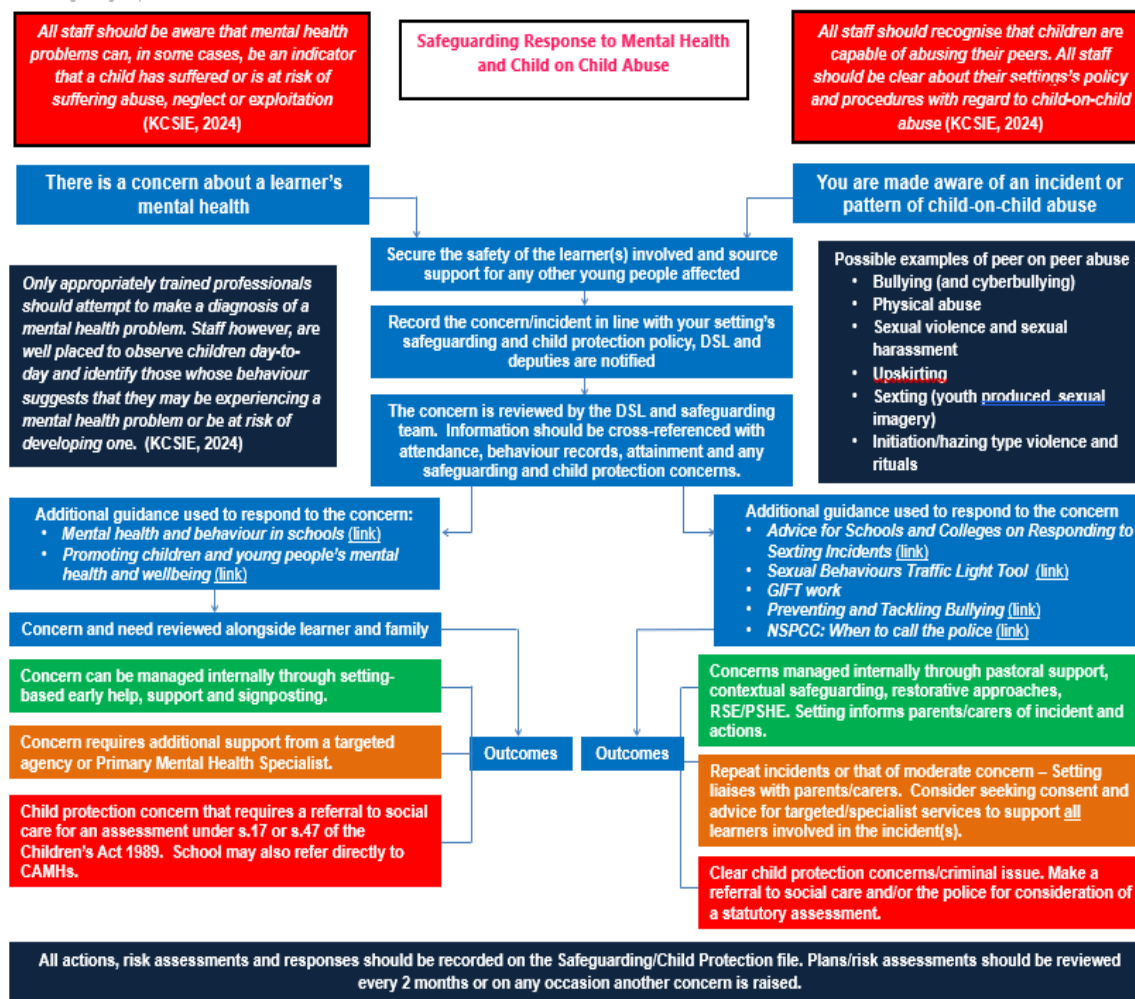 All staff should be aware that mental health
problems can, in some cases, be an indicator
that a child has suffered or is at risk of
suffering abuse, neglect or exploitation
(KCSIE, 2024)
Safeguarding Response to Mental Health
and Child on Child Abuse
All staff should recognise that children are
capable of abusing their peers. All staff
should be clear about their settings's policy
and procedures with regard to child-on-child
abuse (KCSIE, 2024)
There is a concern about a learner's
mental health
You are made aware of an incident or
pattern of child-on-child abuse
Secure the safety of the learner(s) involved and source
support for any other young people affected
Only appropriately trained professionals
should attempt to make a diagnosis of a
mental health problem. Staff however, are
well placed to observe children day-to-
day and identify those whose behaviour
suggests that they may be experiencing a
mental health problem or be at risk of
developing one. (KCSIE, 2024)
Record the concern/incident in line with your setting's
safeguarding and child protection policy, DSL and
deputies are notified
Possible examples of peer on peer abuse
• Bullying (and cyberbullying)
• Physical abuse
• Sexual violence and sexual
harassment
• Upskirting
• Sexting (youth produced sexual
imagery)
• Initiation/hazing type violence and
rituals
The concern is reviewed by the DSL and safeguarding
team. Information should be cross-referenced with
attendance, behaviour records, attainment and any
safeguarding and child protection concerns.
Additional guidance used to respond to the concern:
• Mental health and behaviour in schools (link)
• Promoting children and young people's mental
health and wellbeing (link)
Additional guidance used to respond to the concern
• Advice for Schools and Colleges on Responding to
Sexting Incidents (link)
• Sexual Behaviours Traffic Light Tool (link)
• GIFT work
• Preventing and Tackling Bullying (link)
• NSPCC: When to call the police (link)
Concern and need reviewed alongside learner and family
Concern can be managed internally through setting-
based early help, support and signposting.
Concern requires additional support from a targeted
agency or Primary Mental Health Specialist.
Child protection concern that requires a referral to social
care for an assessment under s.17 or s.47 of the
Children's Act 1989. School may also refer directly to
CAMHs.
Outcomes
Outcomes
Concerns managed internally through pastoral support,
contextual safeguarding, restorative approaches,
RSE/PSHE. Setting informs parents/carers of incident and
actions.
Repeat incidents or that of moderate concern – Setting
liaises with parents/carers. Consider seeking consent and
advice for targeted/specialist services to support all
learners involved in the incident(s).
Clear child protection concerns/criminal issue. Make a
referral to social care and/or the police for consideration of
a statutory assessment.
All actions, risk assessments and responses should be recorded on the Safeguarding/Child Protection file. Plans/risk assessments should be reviewed
every 2 months or on any occasion another concern is raised.